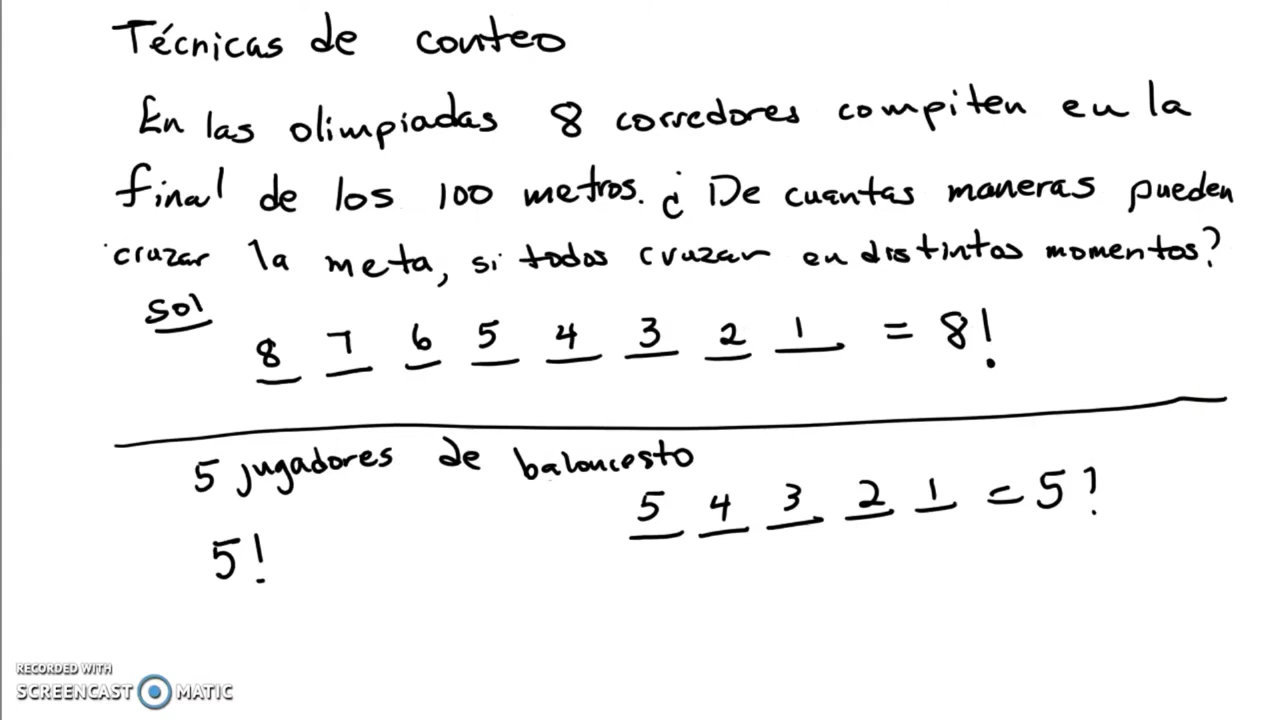 Técnicas de conteo
En las olimpiadas 8 corredores compiten en la
final de los 100 metros. ¿De cuantas maneras pueden
cruzar la meta, si todos cruzar en distintos momentos?
Sol
8 7 6 5 4 3 2 1 = 8!
5 jugadores de baloncesto
5 4 3 2 1 = 5!
5!
RECORDED WITH
SCREENCAST MATIC